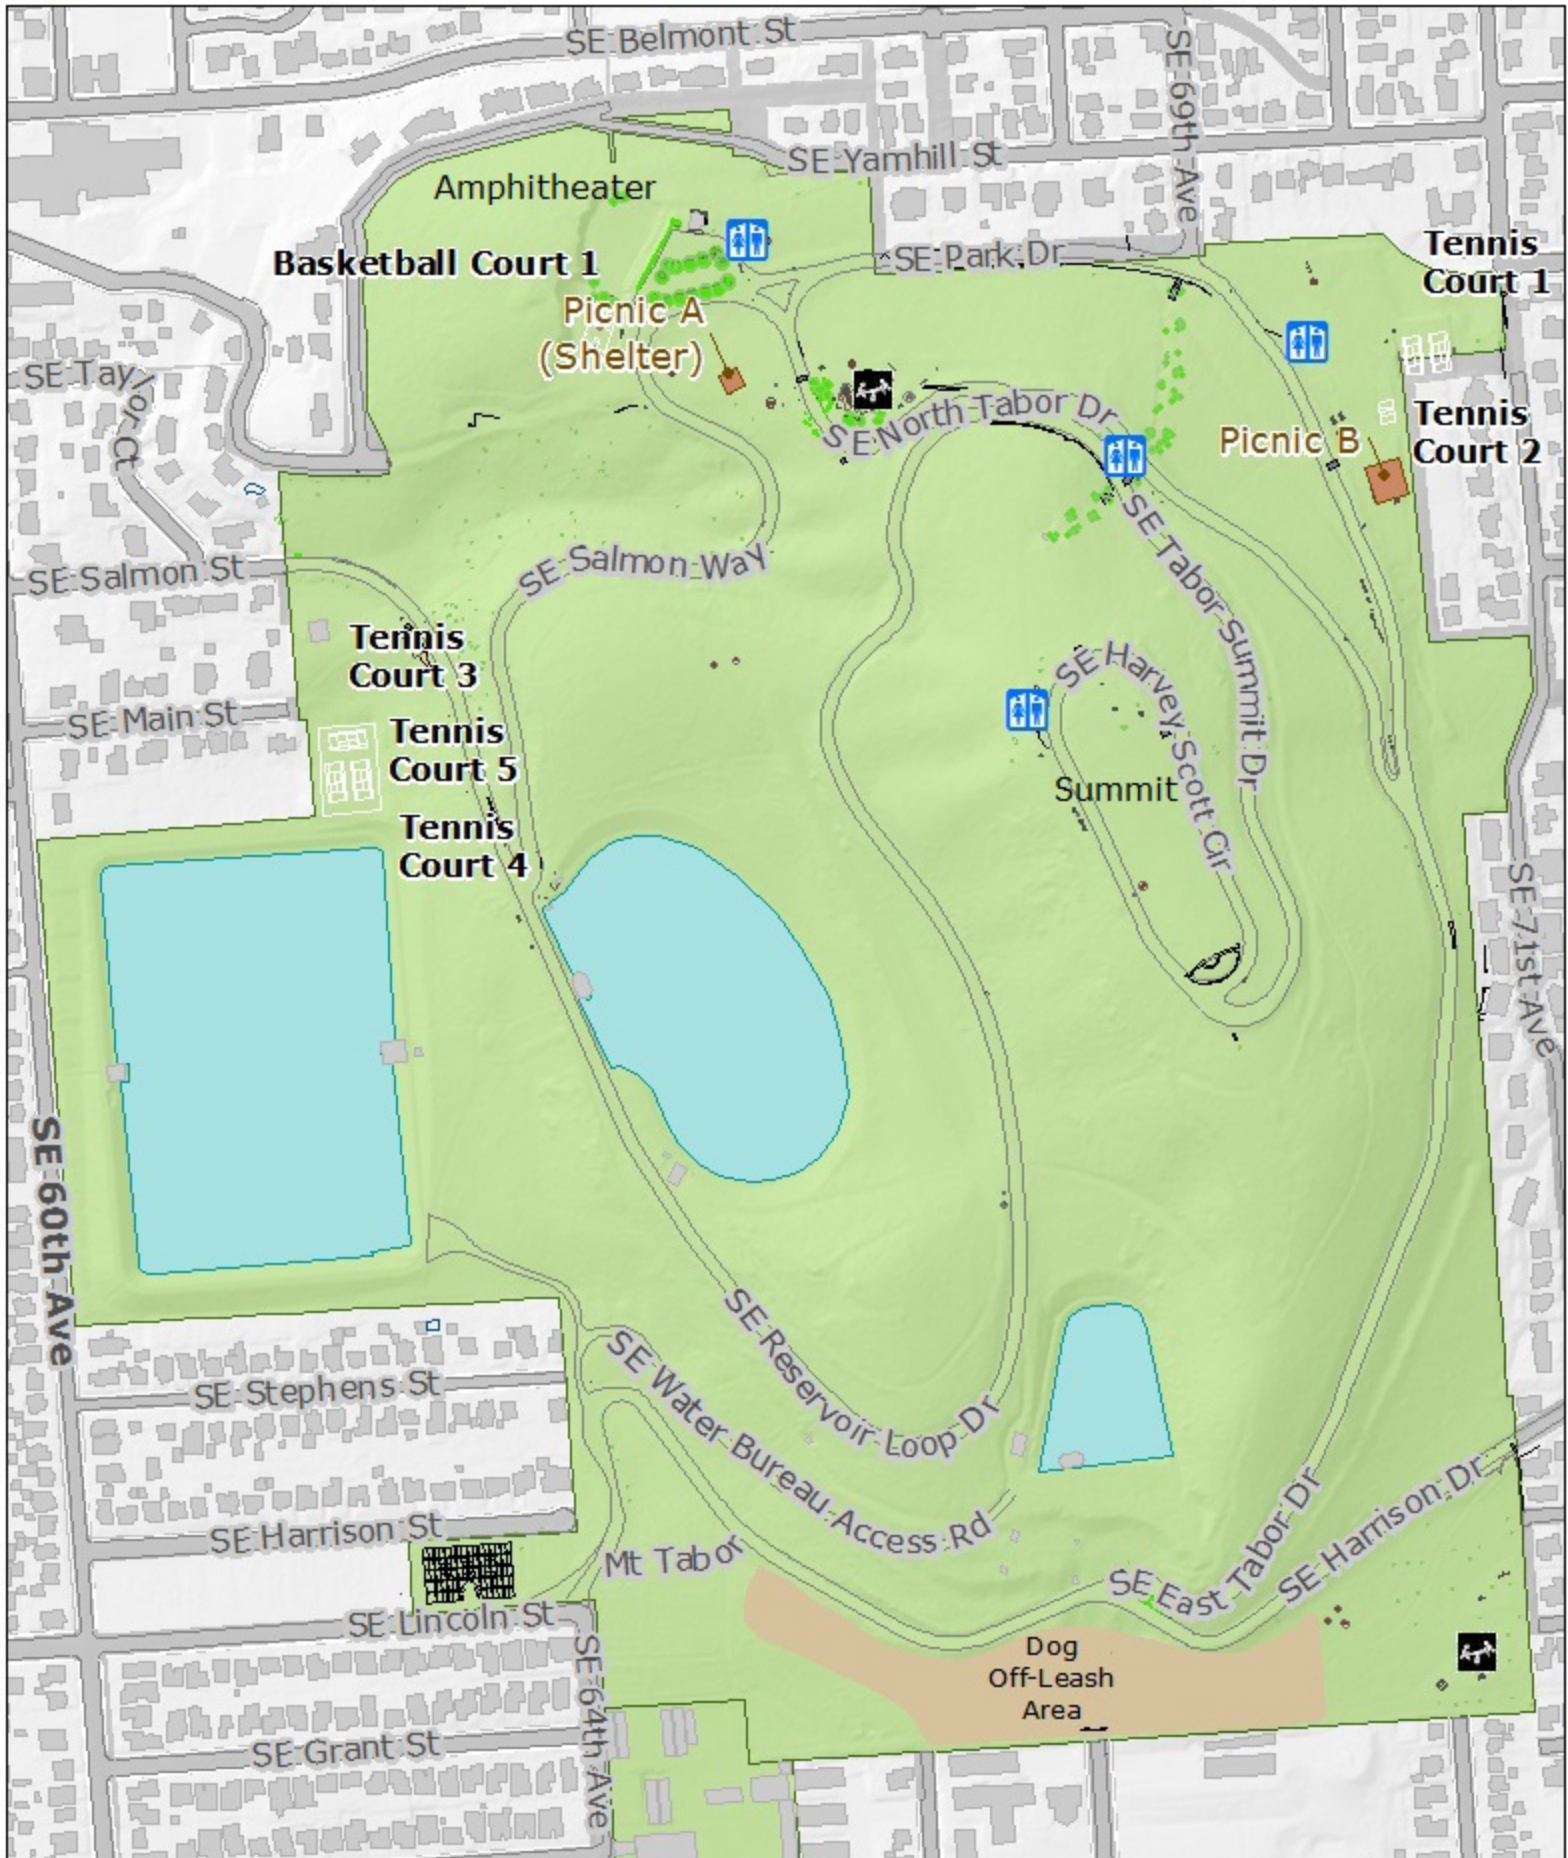 SE Belmont St
SE 69th Ave
SE Yamhill St
Amphitheater
Basketball Court 1
SE Park Dr
Tennis
Court 1
Picnic A
(Shelter)
SE Taylor Ct
SE North Tabor Dr
Picnic B
Tennis
Court 2
SE Salmon St
SE Salmon Way
SE Tabor Summit Dr
Tennis
Court 3
SE Harvey Scott Cir
SE Main St
Tennis
Court 5
Summit
Tennis
Court 4
SE 71st Ave
SE 60th Ave
SE Reservoir Loop Dr
SE Water Bureau Access Rd
SE Stephens St
SE Harrison St
Mt Tabor
SE East Tabor Dr
SE Harrison Dr
SE Lincoln St
SE 64th Ave
Dog
Off-Leash
Area
SE Grant St